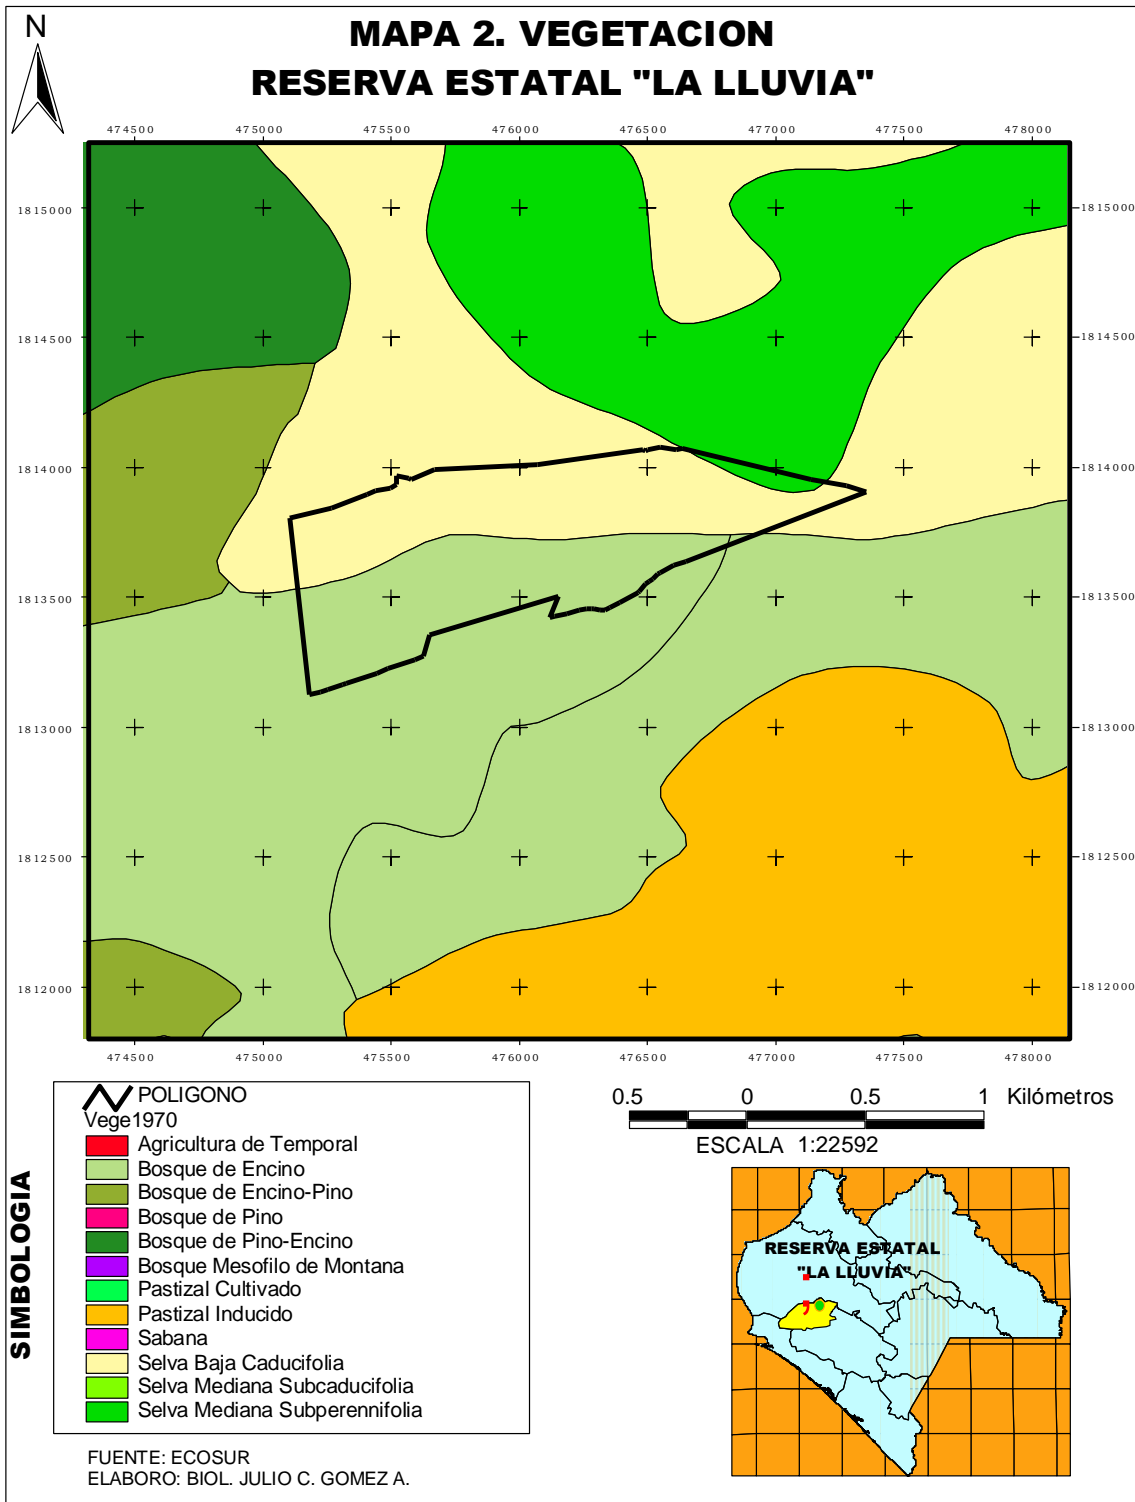 N
MAPA 2. VEGETACION
RESERVA ESTATAL "LA LLUVIA"
474500 475000 475500 476000 476500 477000 477500 478000
1815000 1815000
1814500 1814500
1814000 1814000
1813500 1813500
1813000 1813000
1812500 1812500
1812000 1812000
474500 475000 475500 476000 476500 477000 477500 478000
SIMBOLOGIA
POLIGONO
Vege1970
Agricultura de Temporal
Bosque de Encino
Bosque de Encino-Pino
Bosque de Pino
Bosque de Pino-Encino
Bosque Mesofilo de Montana
Pastizal Cultivado
Pastizal Inducido
Sabana
Selva Baja Caducifolia
Selva Mediana Subcaducifolia
Selva Mediana Subperennifolia
0.5 0 0.5 1 Kilómetros
ESCALA 1:22592
RESERVA ESTATAL
"LA LLUVIA"
FUENTE: ECOSUR
ELABORO: BIOL. JULIO C. GOMEZ A.